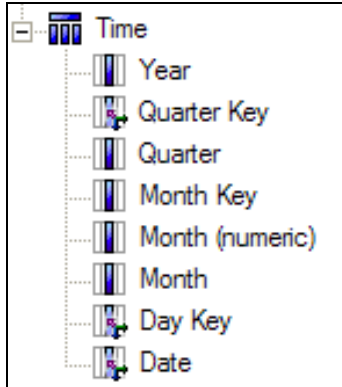 Time
Year
Quarter Key
Quarter
Month Key
Month (numeric)
Month
Day Key
Date